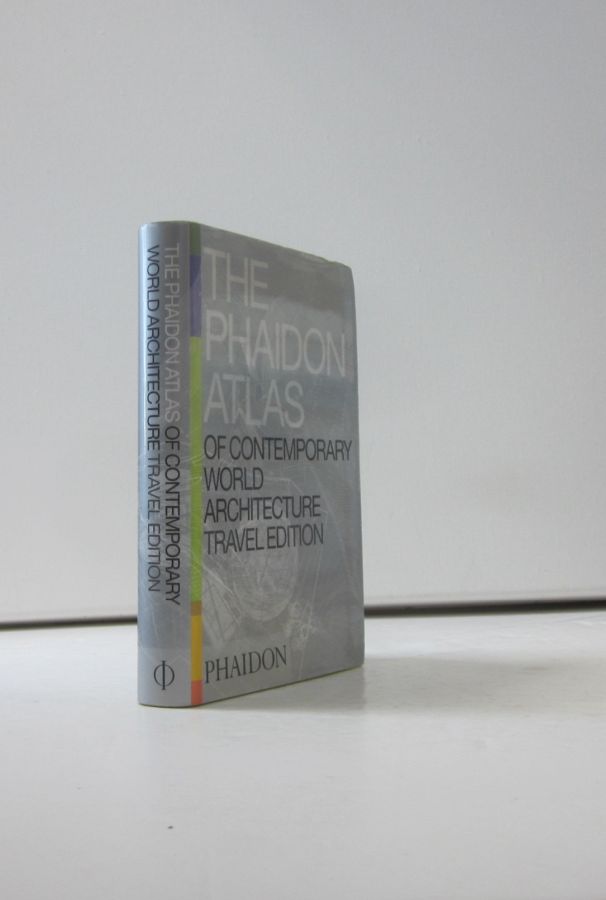 THE PHAIDON ATLAS OF CONTEMPORARY
WORLD ARCHITECTURE TRAVEL EDITION
THE
PHAIDON
ATLAS
OF CONTEMPORARY
WORLD
ARCHITECTURE
TRAVEL EDITION
PHAIDON